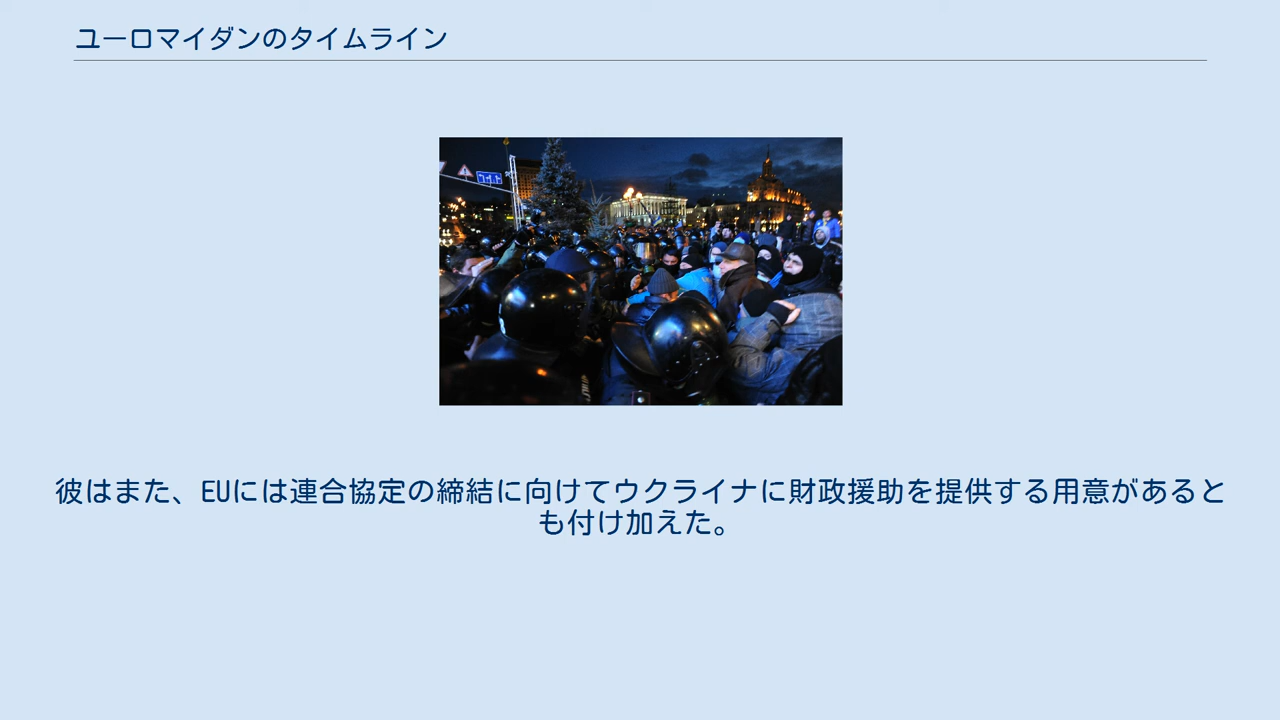 ユーロマイダンのタイムライン
彼はまた、EUには連合協定の締結に向けてウクライナに財政援助を提供する用意があると
も付け加えた。